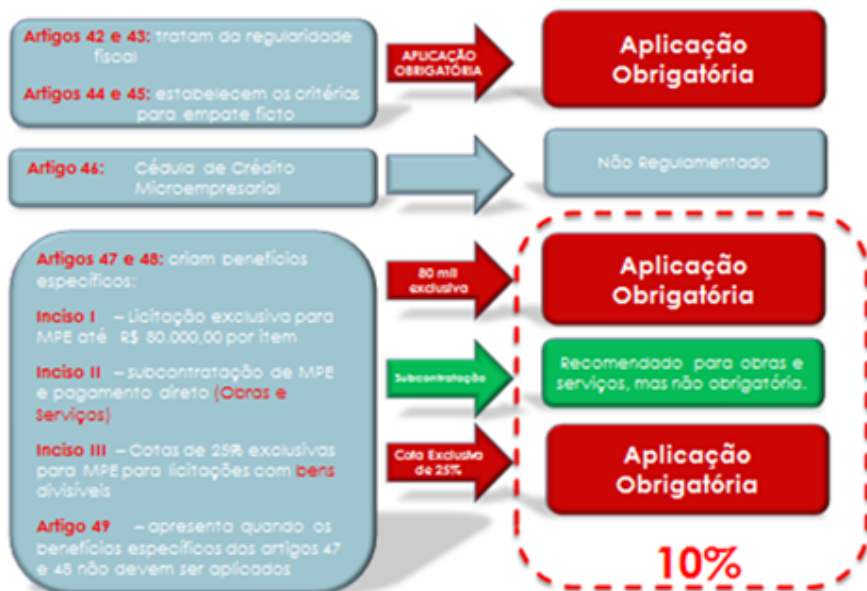 Artigos 42 e 43: tratam da regularidade
fiscal
Artigos 44 e 45: estabelecem os critérios
para empate ficto
APLICAÇÃO
OBRIGATÓRIA
Aplicação
Obrigatória
Artigo 46: Cédula de Crédito
Microempresarial
Não Regulamentado
Artigos 47 e 48: criam benefícios
específicos:
Inciso I – Licitação exclusiva para
MPE até R$ 80.000,00 por item
Inciso II – subcontratação de MPE
e pagamento direto (Obras e
Serviços)
Inciso III – Cotas de 25% exclusivas
para MPE para licitações com bens
divisíveis
Artigo 49 – apresenta quando os
benefícios específicos dos artigos 47
e 48 não devem ser aplicados
80 mil
exclusiva
Aplicação
Obrigatória
Subcontratação
Recomendado para obras e
serviços, mas não obrigatória.
Cota Exclusiva
de 25%
Aplicação
Obrigatória
10%